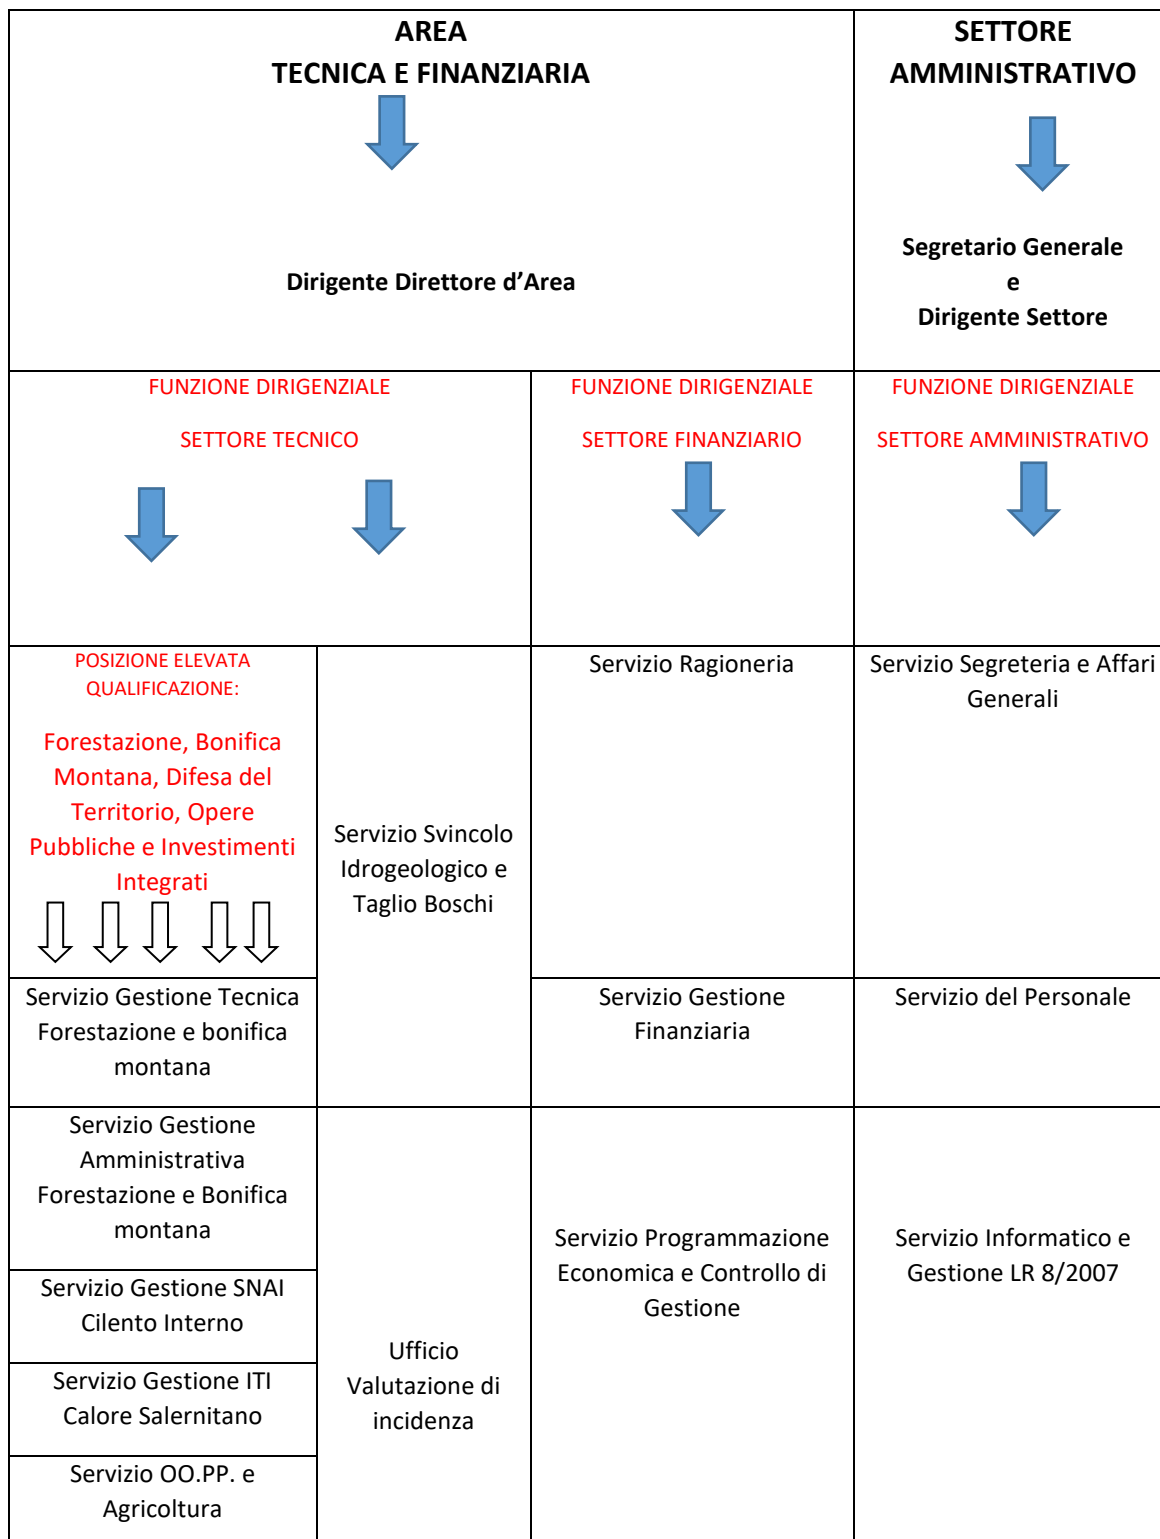 AREA
TECNICA E FINANZIARIA
Dirigente Direttore d’Area
SETTORE
AMMINISTRATIVO
Segretario Generale
e
Dirigente Settore
FUNZIONE DIRIGENZIALE
SETTORE TECNICO
FUNZIONE DIRIGENZIALE
SETTORE FINANZIARIO
FUNZIONE DIRIGENZIALE
SETTORE AMMINISTRATIVO
POSIZIONE ELEVATA
QUALIFICAZIONE:
Forestazione, Bonifica
Montana, Difesa del
Territorio, Opere
Pubbliche e Investimenti
Integrati
Servizio Svincolo
Idrogeologico e
Taglio Boschi
Servizio Ragioneria
Servizio Segreteria e Affari
Generali
Servizio Gestione Tecnica
Forestazione e bonifica
montana
Servizio Gestione
Finanziaria
Servizio del Personale
Servizio Gestione
Amministrativa
Forestazione e Bonifica
montana
Ufficio
Valutazione di
incidenza
Servizio Programmazione
Economica e Controllo di
Gestione
Servizio Informatico e
Gestione LR 8/2007
Servizio Gestione SNAI
Cilento Interno
Servizio Gestione ITI
Calore Salernitano
Servizio OO.PP. e
Agricoltura